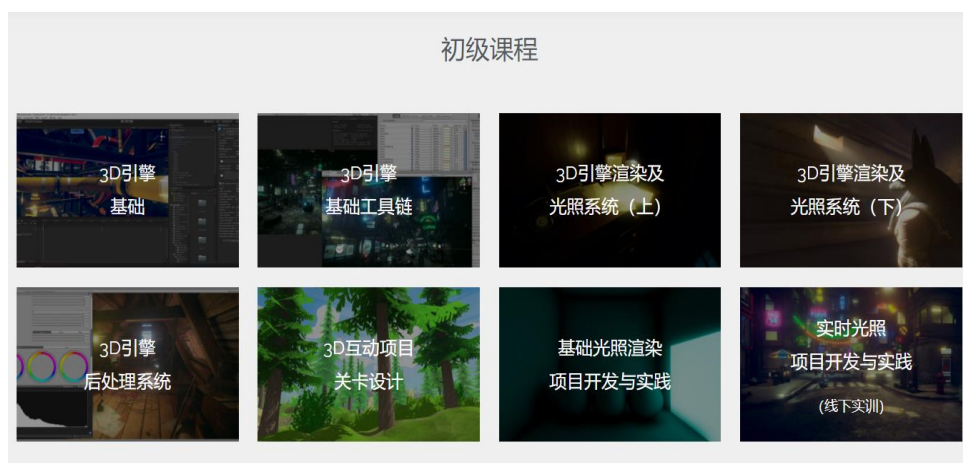 初级课程
3D引擎
基础
3D引擎
基础工具链
3D引擎渲染及
光照系统（上）
3D引擎渲染及
光照系统（下）
3D引擎
后处理系统
3D互动项目
关卡设计
基础光照渲染
项目开发与实践
实时光照
项目开发与实践
(线下实训)